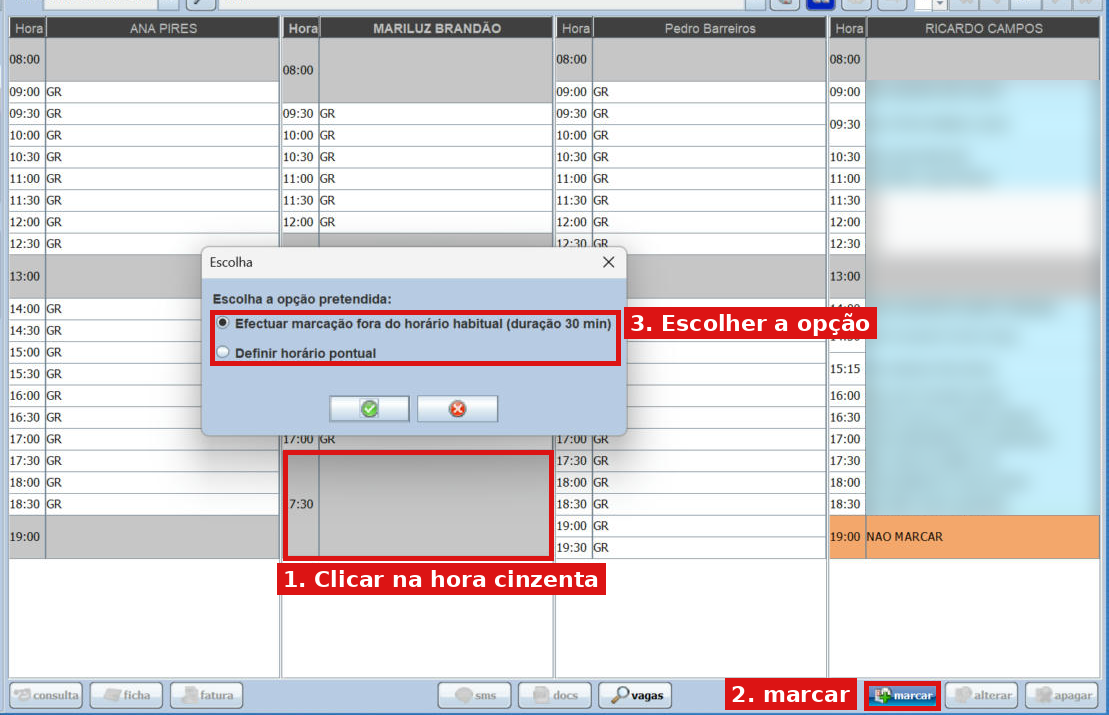 Hora ANA PIRES Hora MARILUZ BRANDÃO Hora Pedro Barreiros Hora RICARDO CAMPOS
08:00 08:00 08:00 08:00
09:00 GR 09:00 GR 09:00
09:30 GR 09:30 GR 09:30 GR 09:30
10:00 GR 10:00 GR 10:00 GR
10:30 GR 10:30 GR 10:30 GR 10:30
11:00 GR 11:00 GR 11:00 GR 11:00
11:30 GR 11:30 GR 11:30 GR 11:30
12:00 GR 12:00 GR 12:00 GR 12:00
12:30 GR 12:30 GR 12:30
13:00 13:00
14:00 GR
14:30 GR
15:00 GR
15:30 GR 15:15
16:00 GR 16:00
16:30 GR 16:30
17:00 GR 17:00 GR 17:00 GR 17:00
17:30 GR 7:30 17:30 GR 17:30
18:00 GR 18:00 GR 18:00
18:30 GR 18:30 GR 18:30
19:00 19:00 GR 19:00 NAO MARCAR
19:30 GR
Escolha
Escolha a opção pretendida:
Efectuar marcação fora do horário habitual (duração 30 min)
Definir horário pontual
3. Escolher a opção
1. Clicar na hora cinzenta
2. marcar
consulta ficha fatura sms docs vagas marcar alterar apagar